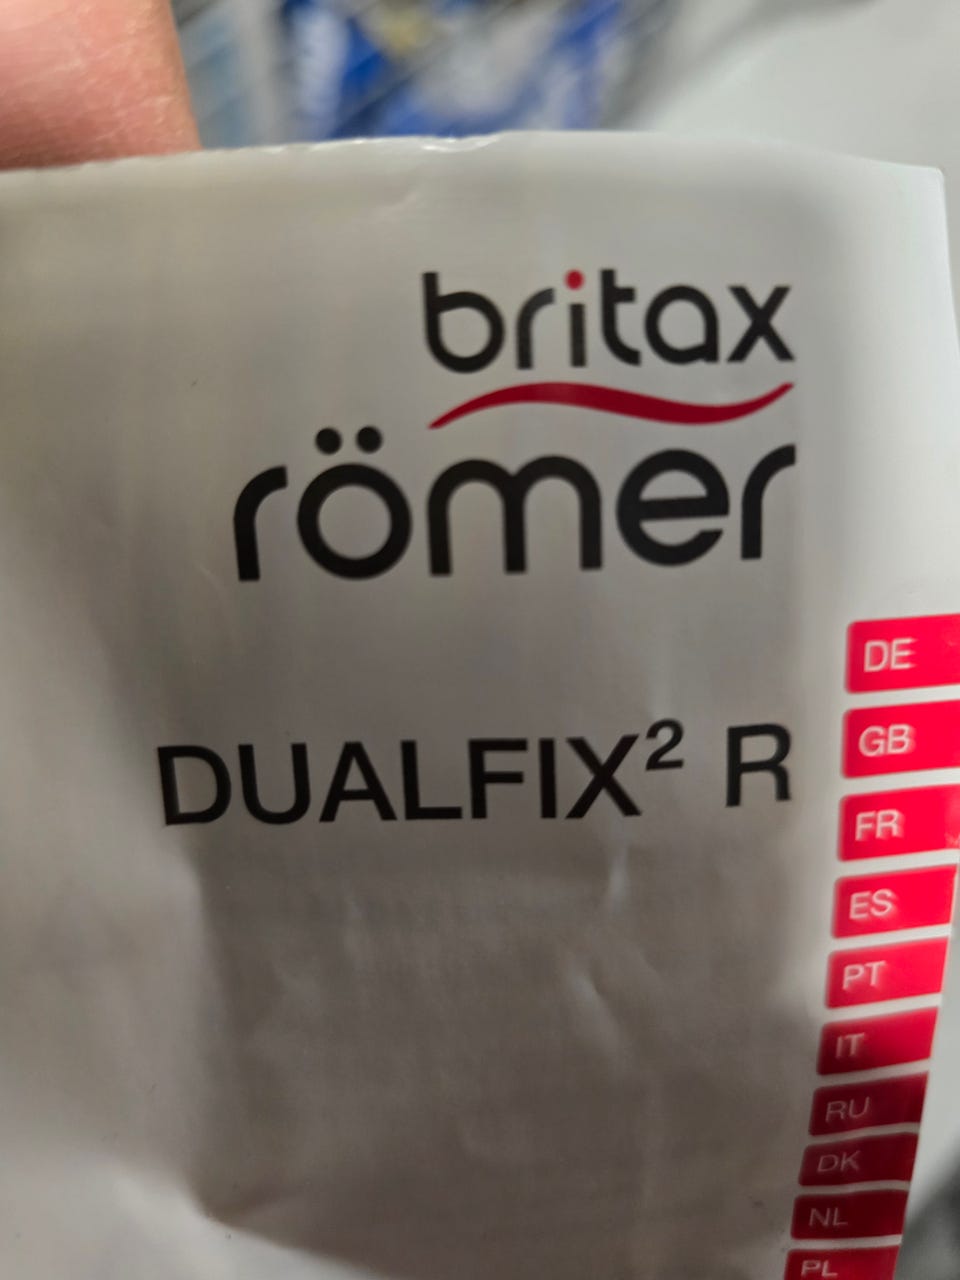 britax
römer
DUALFIX² R
DE
GB
FR
ES
PT
IT
RU
DK
NL
PL